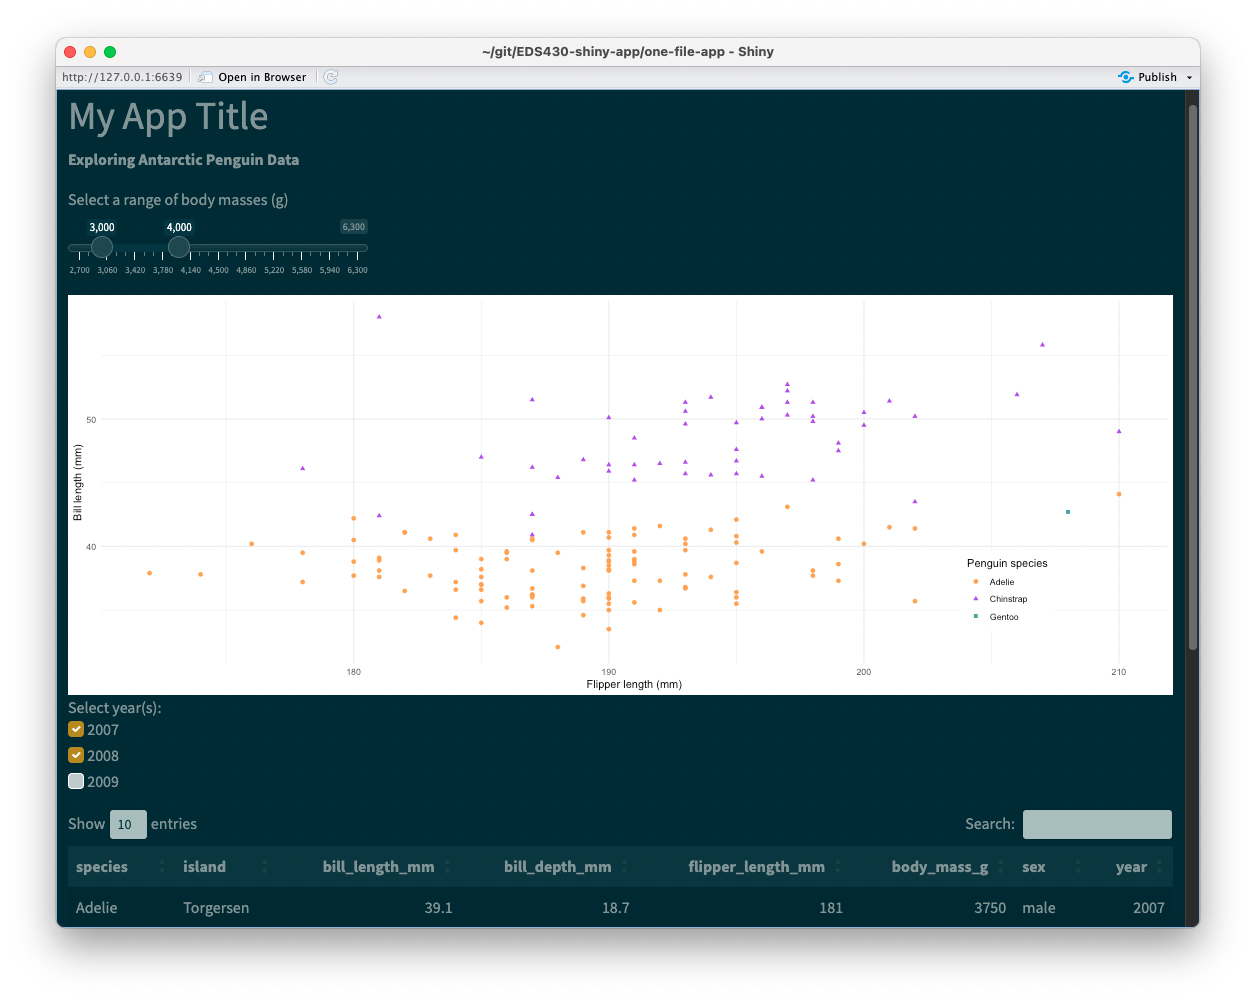 ~/git/EDS430-shiny-app/one-file-app - Shiny
http://127.0.0.1:6639 Open in Browser Publish
My App Title
Exploring Antarctic Penguin Data
Select a range of body masses (g)
3,000 4,000 6,300
2,700 3,060 3,420 3,780 4,140 4,500 4,860 5,220 5,580 5,940 6,300
50
Bill length (mm)
40
Penguin species
Adelie
Chinstrap
Gentoo
180 190 200 210
Flipper length (mm)
Select year(s):
2007
2008
2009
Show 10 entries Search:
species island bill_length_mm bill_depth_mm flipper_length_mm body_mass_g sex year
Adelie Torgersen 39.1 18.7 181 3750 male 2007